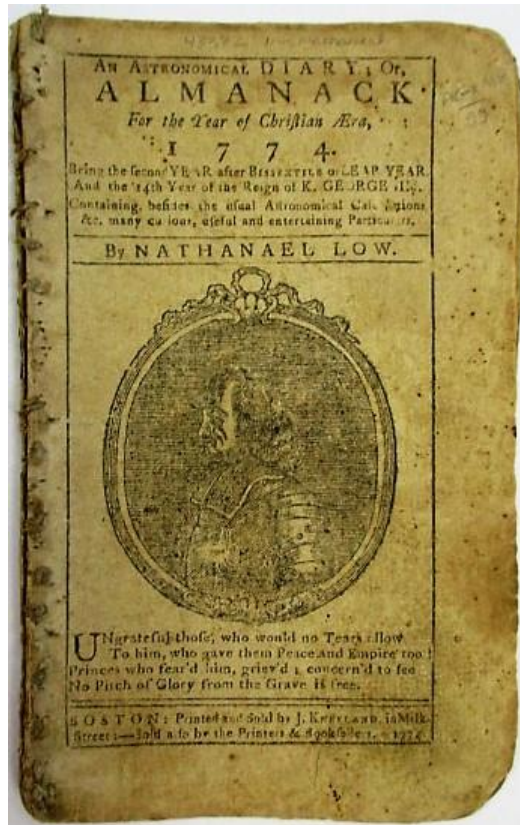 An ASTRONOMICAL DIARY; Or,
ALMANACK
For the Year of Chriſtian Æra,
1774.
Being the ſecond YEAR after BISSEXTILE or LEAP YEAR
And the 14th Year of the Reign of K. GEORGE III.
Containing, beſides the uſual Aſtronomical
&c. many uſeful and entertaining
By NATHANAEL LOW.
UNgrateful thoſe, who would no Tears allow
To him, who gave them Peace and Empire too!
Princes who fear'd him, griev'd; concern'd to ſee
No Pitch of Glory from the Grave is free.
BOSTON: Printed and Sold by J. KNEELAND, in Milk
Street:—Sold alſo by the Printers & Bookſellers. 1774.